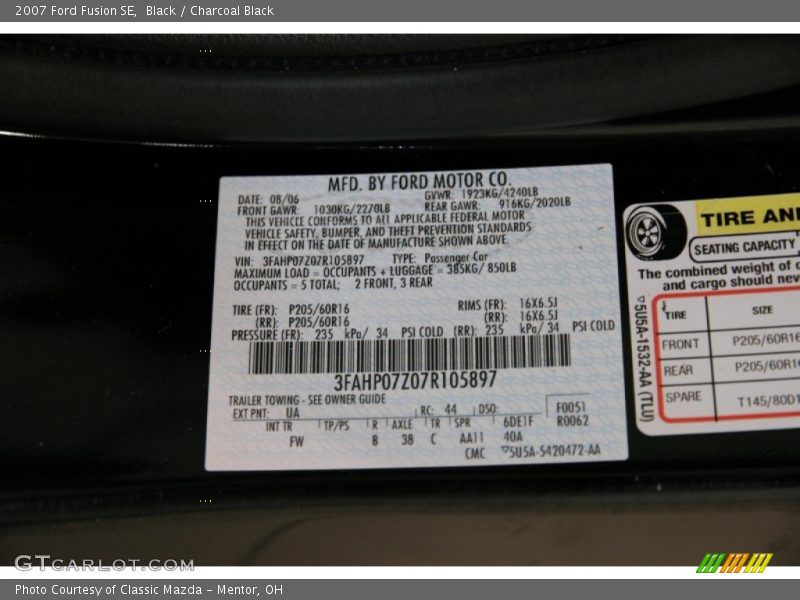 2007 Ford Fusion SE, Black / Charcoal Black
MFD. BY FORD MOTOR CO.
DATE: 08/06 GVWR: 1923KG/4240LB
FRONT GAWR: 1030KG/2270LB REAR GAWR: 916KG/2020LB
THIS VEHICLE CONFORMS TO ALL APPLICABLE FEDERAL MOTOR
VEHICLE SAFETY, BUMPER, AND THEFT PREVENTION STANDARDS
IN EFFECT ON THE DATE OF MANUFACTURE SHOWN ABOVE.
VIN: 3FAHP07Z07R105897 TYPE: Passenger Car
MAXIMUM LOAD = OCCUPANTS + LUGGAGE = 385KG/ 850LB
OCCUPANTS = 5 TOTAL; 2 FRONT, 3 REAR
TIRE (FR): P205/60R16 RIMS (FR): 16X6.5J
(RR): P205/60R16 (RR): 16X6.5J
PRESSURE (FR): 235 kPa/ 34 PSI COLD (RR): 235 kPa/ 34 PSI COLD
3FAHP07Z07R105897
TRAILER TOWING - SEE OWNER GUIDE
EXT PNT: UA RC: 44 DSO: F0051
INT TR TP/PS R AXLE TR SPR 6DE1F R0062
FW B 38 C AA11 40A
CMC ▽5U5A-5420472-AA
TIRE AN
SEATING CAPACITY
The combined weight of
and cargo should nev
▽5U5A-1532-AA (TLU)
TIRE SIZE
FRONT P205/60R16
REAR P205/60R16
SPARE T145/80D1
GTCARLOT.COM
Photo Courtesy of Classic Mazda - Mentor, OH